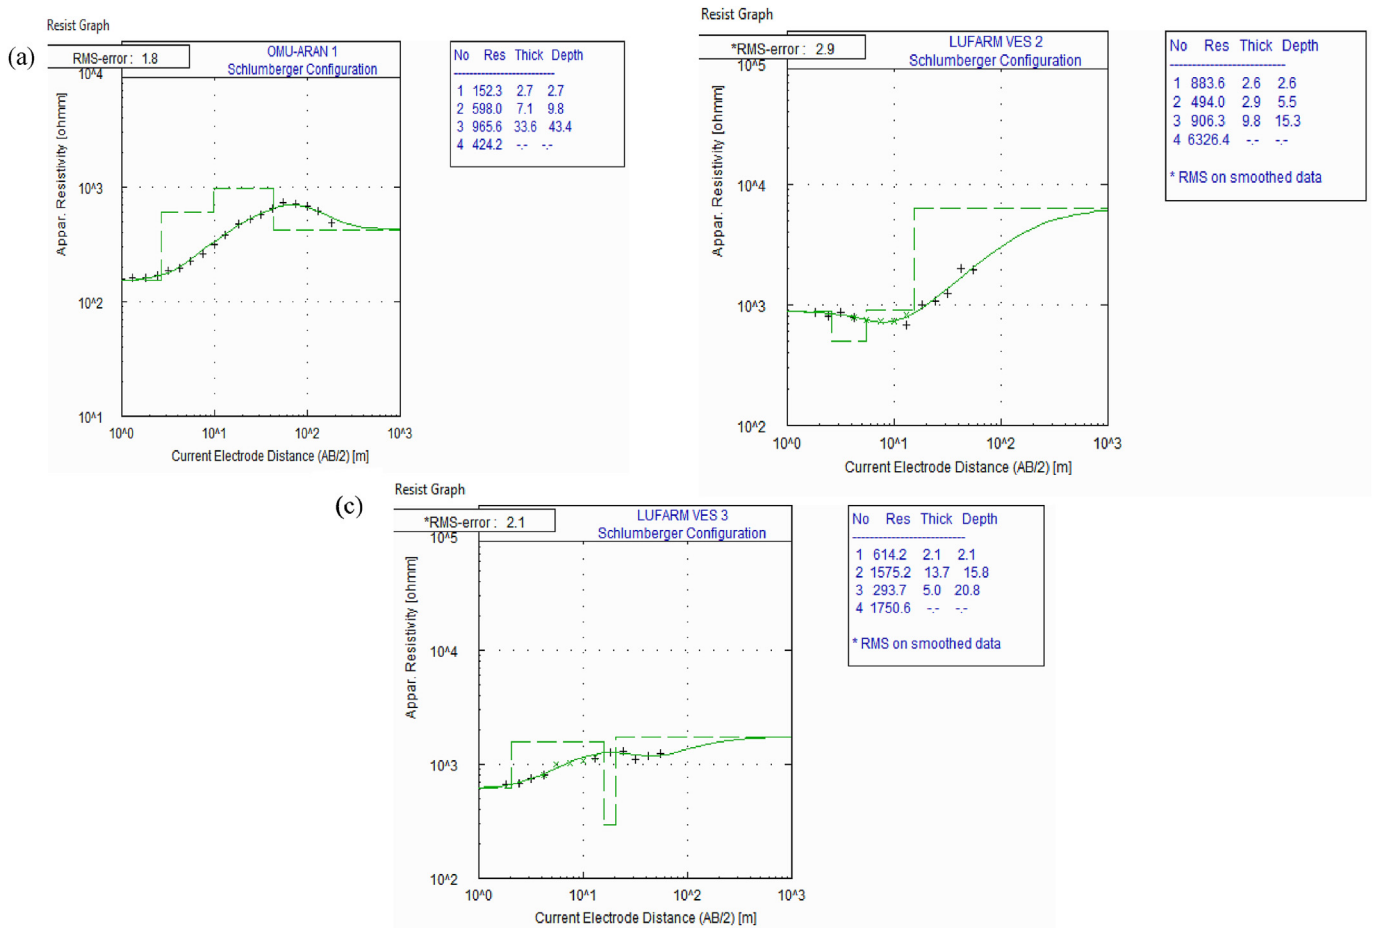 Resist Graph
(a)
RMS-error : 1.8
OMU-ARAN 1
Schlumberger Configuration
10^4
10^3
10^2
10^1
Appar. Resistivity [ohmm]
10^0 10^1 10^2 10^3
Current Electrode Distance (AB/2) [m]
No Res Thick Depth
------------------------
1 152.3 2.7 2.7
2 598.0 7.1 9.8
3 965.6 33.6 43.4
4 424.2 -.- -.-
Resist Graph
*RMS-error : 2.9
LUFARM VES 2
Schlumberger Configuration
10^5
10^4
10^3
10^2
Appar. Resistivity [ohmm]
10^0 10^1 10^2 10^3
Current Electrode Distance (AB/2) [m]
No Res Thick Depth
------------------------
1 883.6 2.6 2.6
2 494.0 2.9 5.5
3 906.3 9.8 15.3
4 6326.4 -.- -.-
* RMS on smoothed data
Resist Graph
(c)
*RMS-error : 2.1
LUFARM VES 3
Schlumberger Configuration
10^5
10^4
10^3
10^2
Appar. Resistivity [ohmm]
10^0 10^1 10^2 10^3
Current Electrode Distance (AB/2) [m]
No Res Thick Depth
------------------------
1 614.2 2.1 2.1
2 1575.2 13.7 15.8
3 293.7 5.0 20.8
4 1750.6 -.- -.-
* RMS on smoothed data